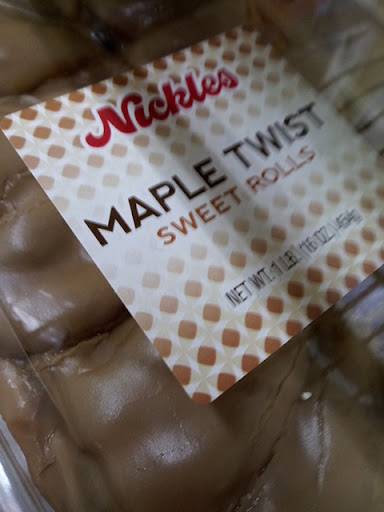 Nickles
MAPLE TWIST
SWEET ROLLS
NET WT. 1 LB. (16 OZ.) 454g